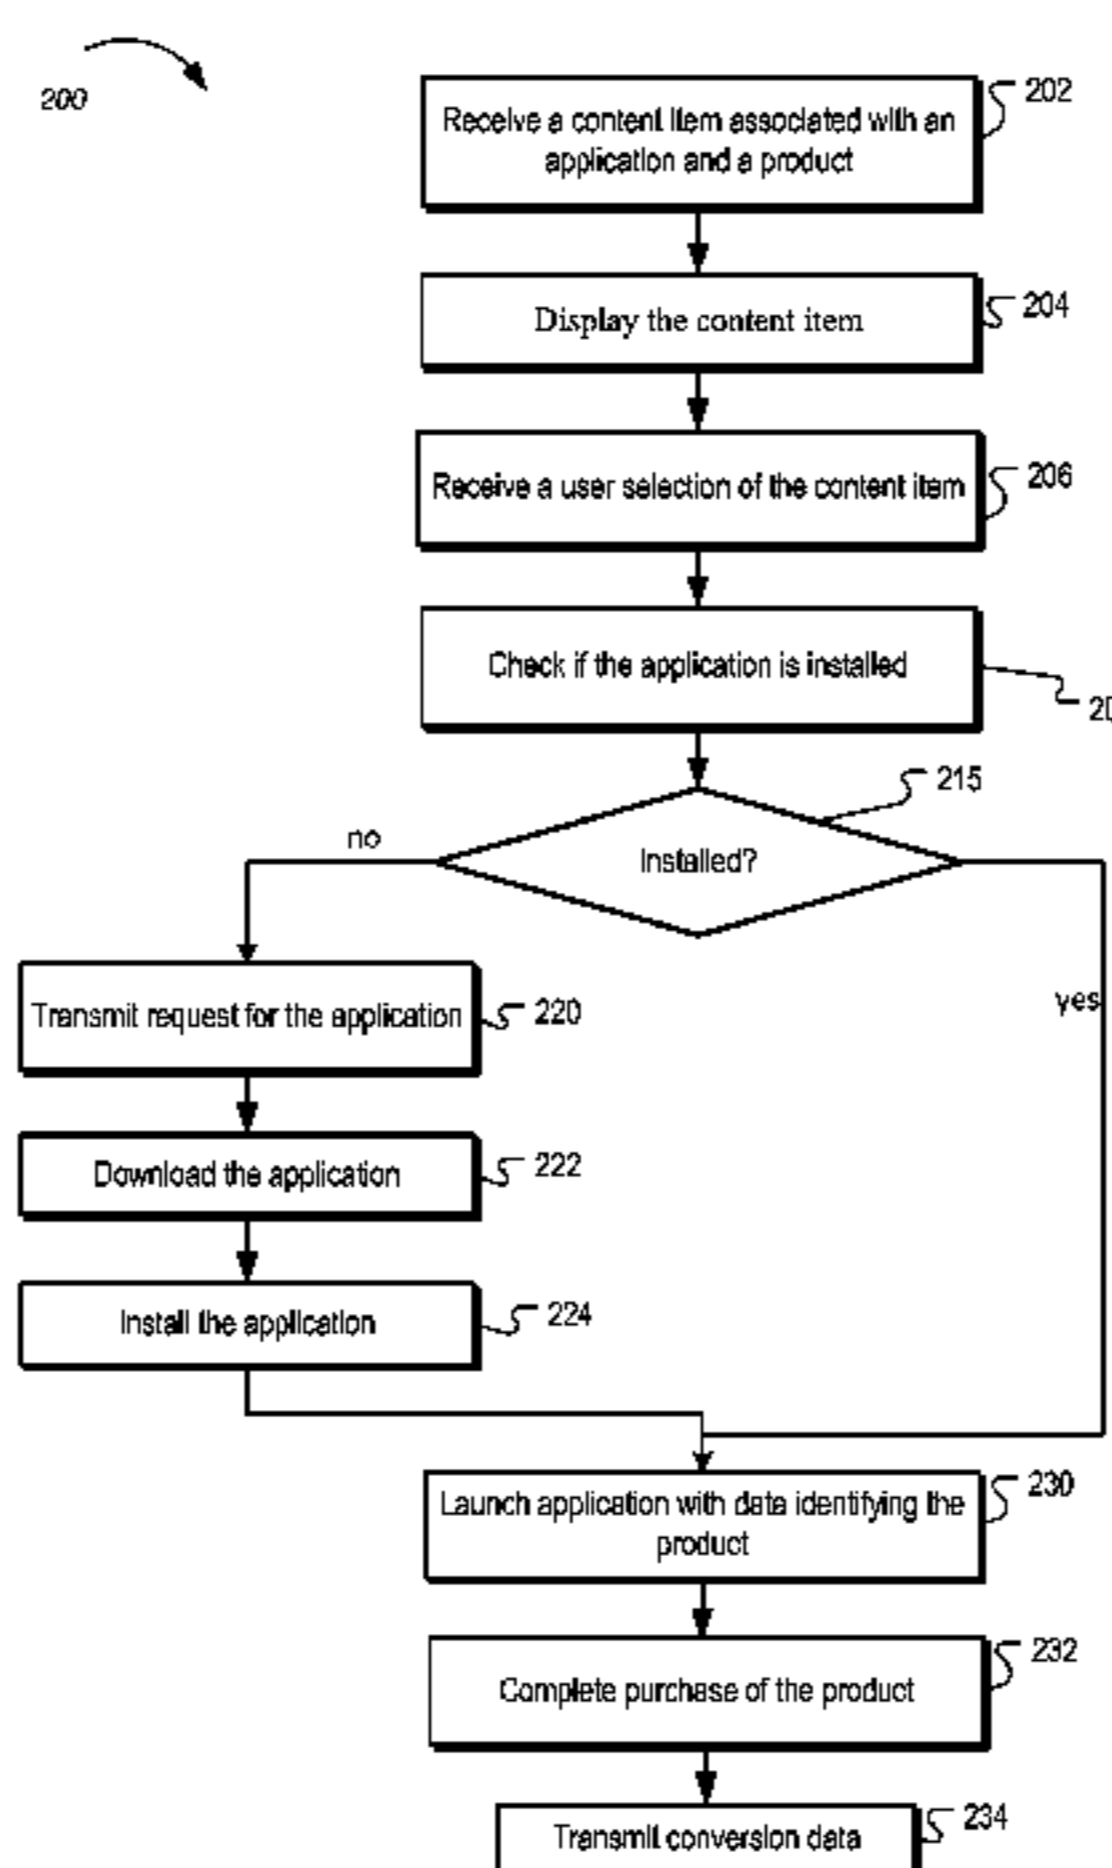 200
202
Receive a content item associated with an
application and a product
204
Display the content item
206
Receive a user selection of the content item
Check if the application is installed
215
no
Installed?
yes
Transmit request for the application
220
Download the application
222
Install the application
224
230
Launch application with data identifying the
product
232
Complete purchase of the product
234
Transmit conversion data